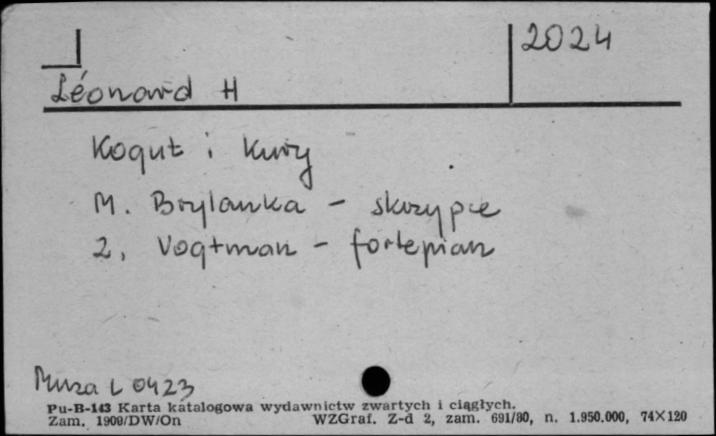 2024
Léonard H
Kogut i Kury
M. Brylanka - skrzypce
Z. Vogtman - fortepian
Muza L 0423
Pu-B-143 Karta katalogowa wydawnictw zwartych i ciągłych.
Zam. 1909/DW/On WZGraf. Z-d 2, zam. 691/80, n. 1.950.000, 74X120